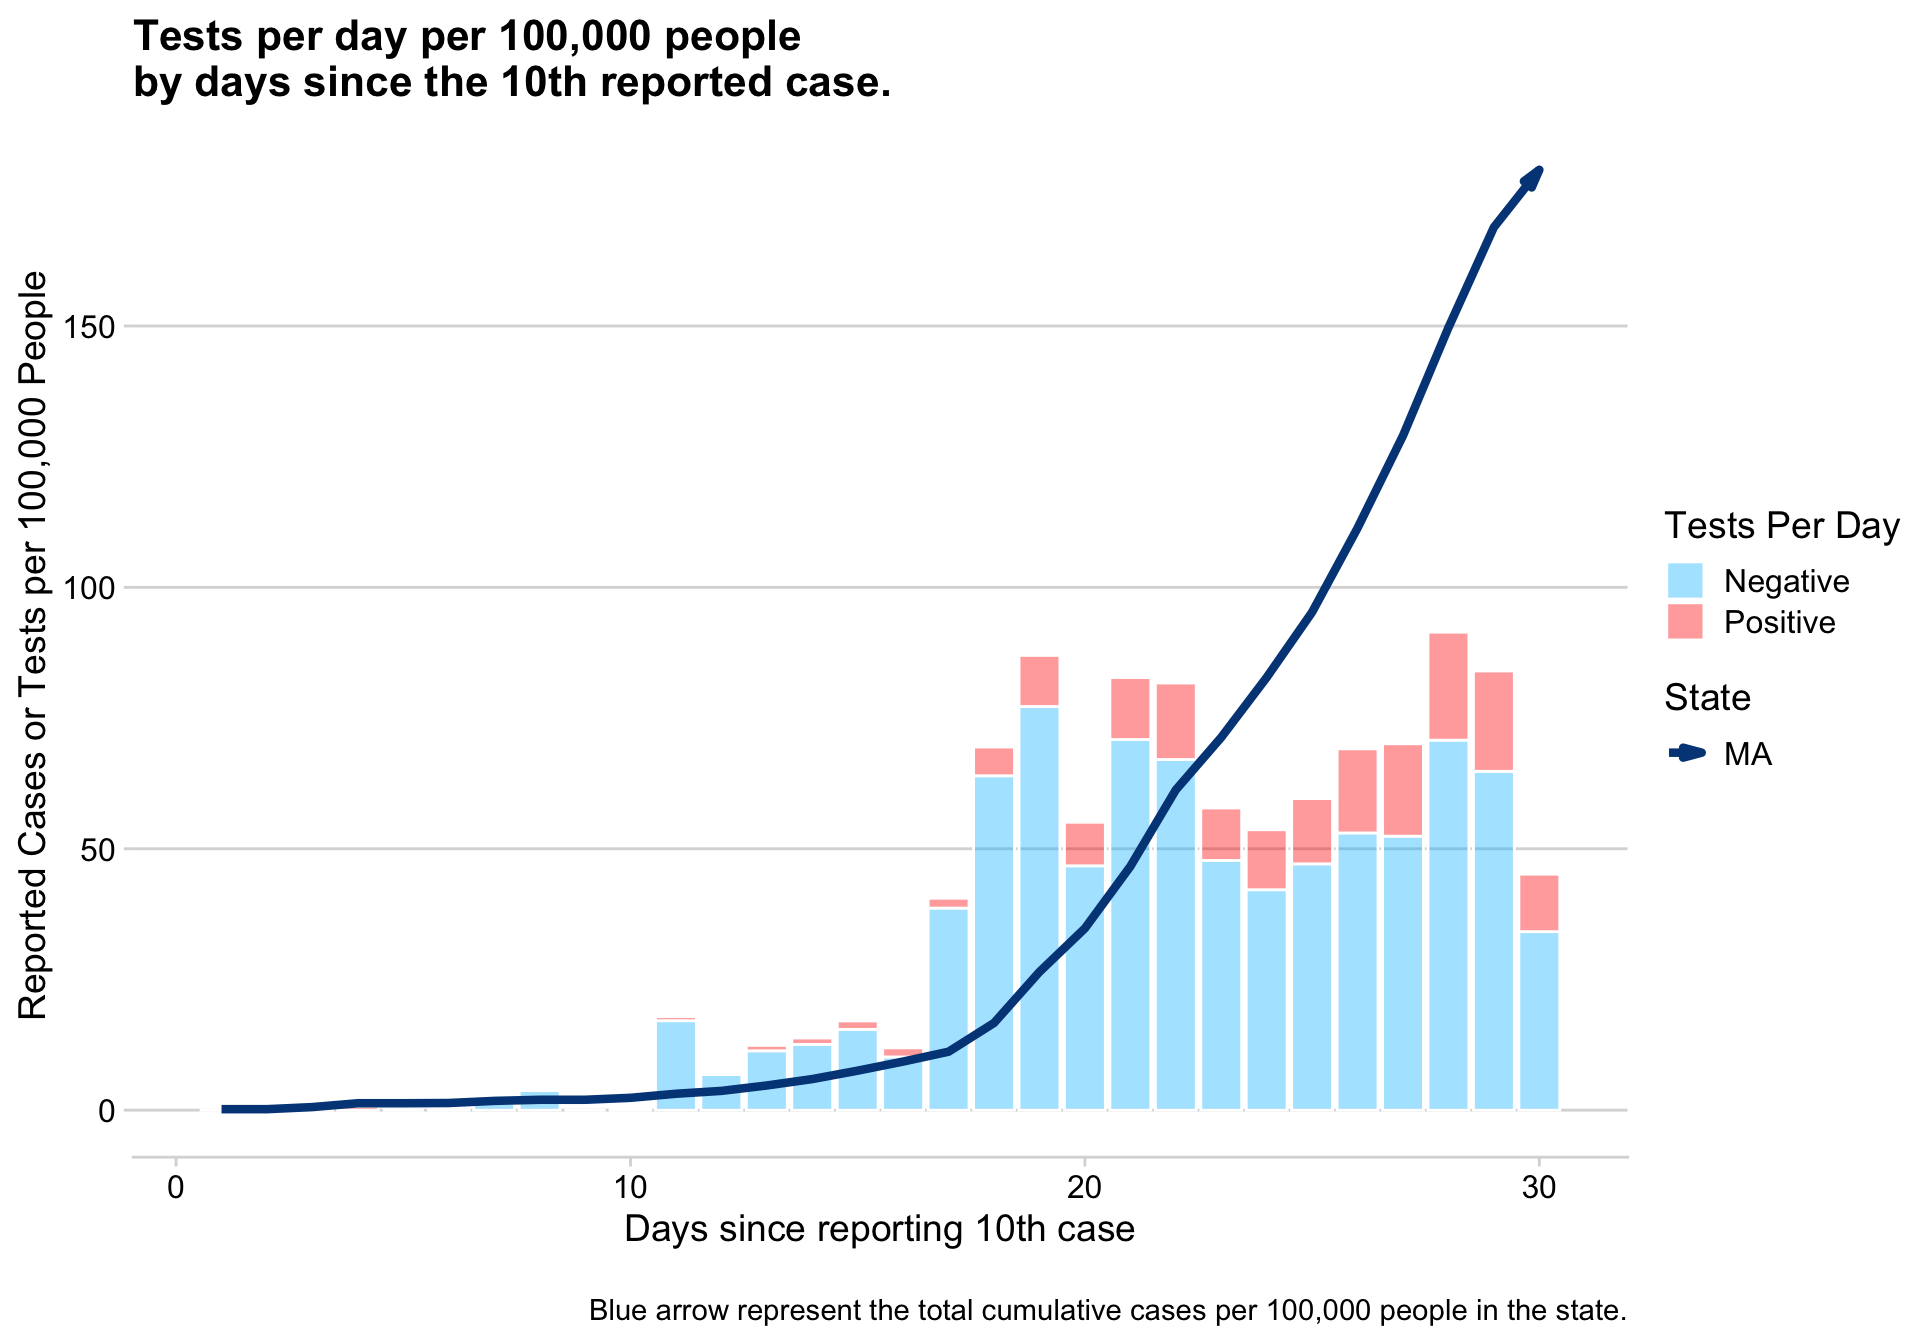 Tests per day per 100,000 people
by days since the 10th reported case.
Reported Cases or Tests per 100,000 People
150
100
50
0
0 10 20 30
Days since reporting 10th case
Tests Per Day
Negative
Positive
State
MA
Blue arrow represent the total cumulative cases per 100,000 people in the state.